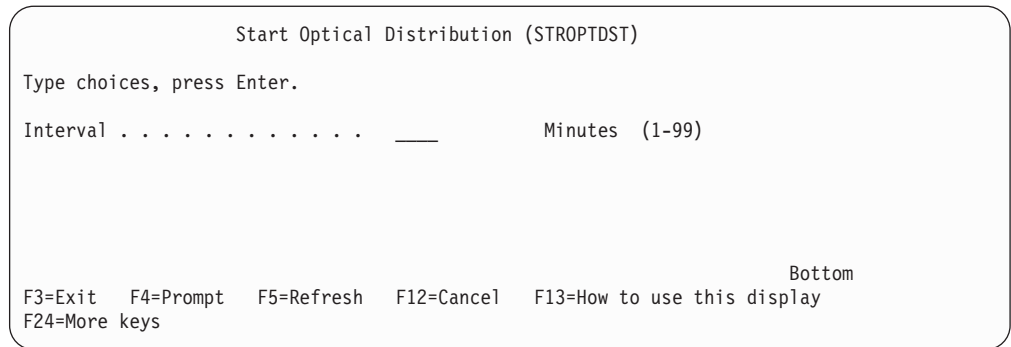 Start Optical Distribution (STROPTDST)
Type choices, press Enter.
Interval . . . . . . . . . . . . ____ Minutes (1-99)
Bottom
F3=Exit F4=Prompt F5=Refresh F12=Cancel F13=How to use this display
F24=More keys